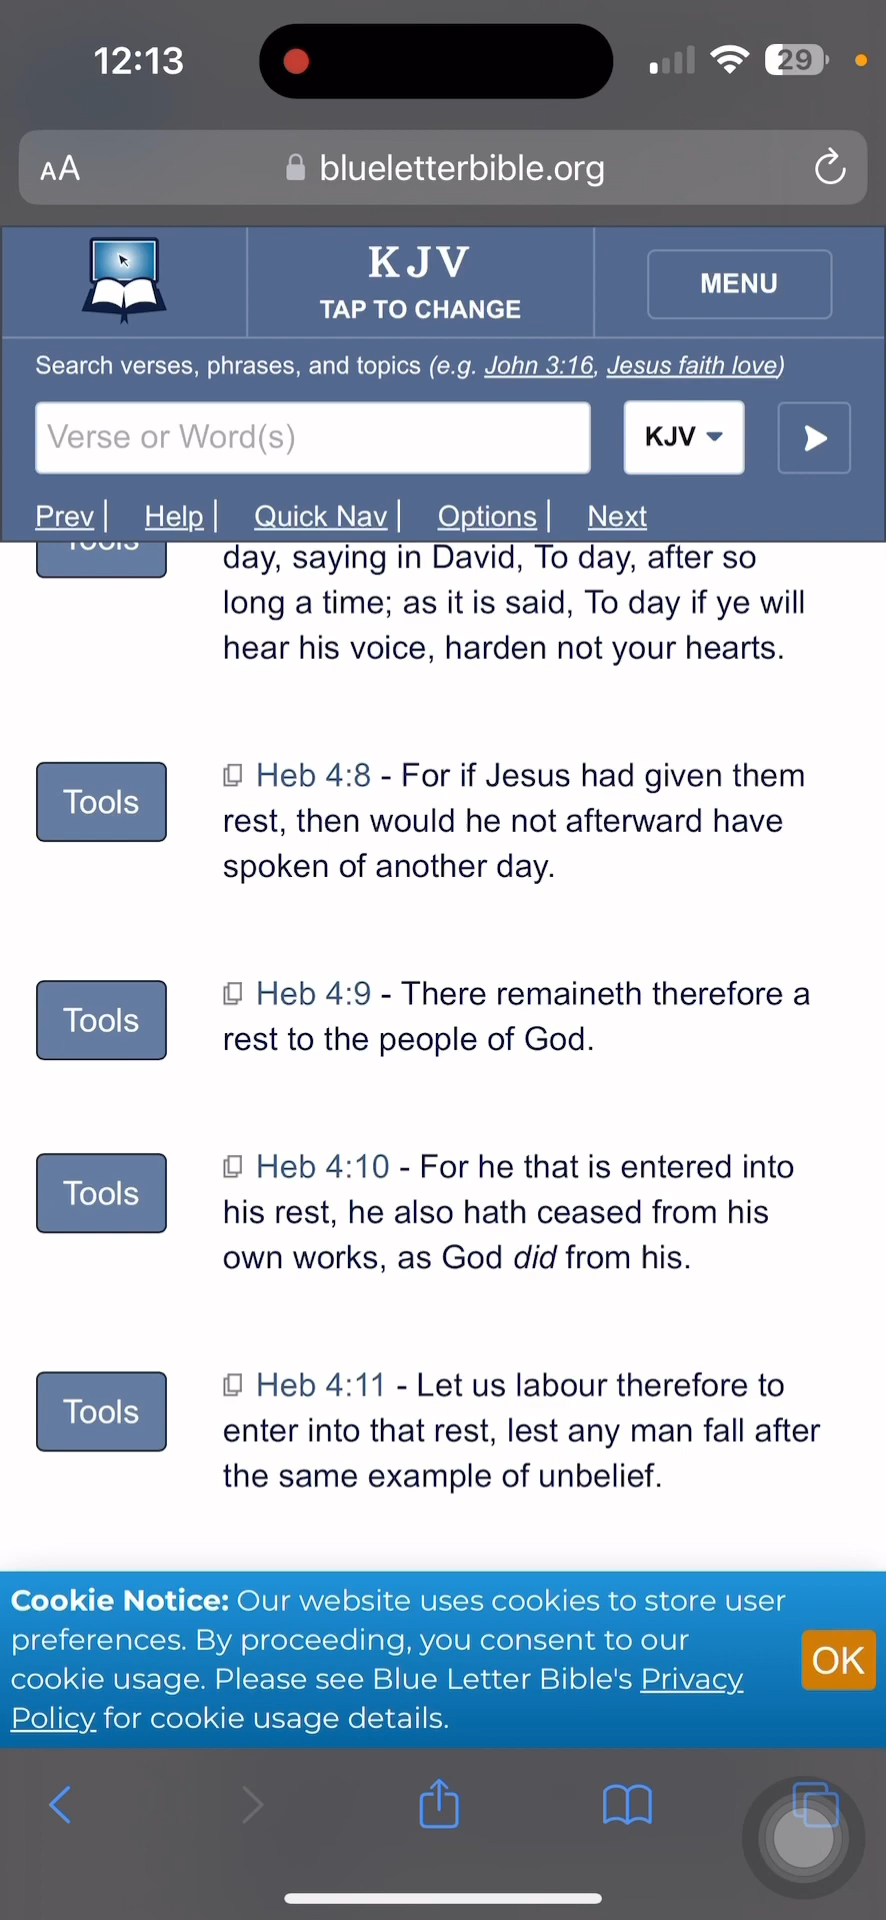 12:13
29
AA
blueletterbible.org
KJV
TAP TO CHANGE
MENU
Search verses, phrases, and topics (e.g. John 3:16, Jesus faith love)
Verse or Word(s)
KJV
Prev | Help | Quick Nav | Options | Next
Tools
day, saying in David, To day, after so
long a time; as it is said, To day if ye will
hear his voice, harden not your hearts.
Tools
Heb 4:8 - For if Jesus had given them
rest, then would he not afterward have
spoken of another day.
Tools
Heb 4:9 - There remaineth therefore a
rest to the people of God.
Tools
Heb 4:10 - For he that is entered into
his rest, he also hath ceased from his
own works, as God did from his.
Tools
Heb 4:11 - Let us labour therefore to
enter into that rest, lest any man fall after
the same example of unbelief.
Cookie Notice: Our website uses cookies to store user
preferences. By proceeding, you consent to our
cookie usage. Please see Blue Letter Bible's Privacy
Policy for cookie usage details.
OK